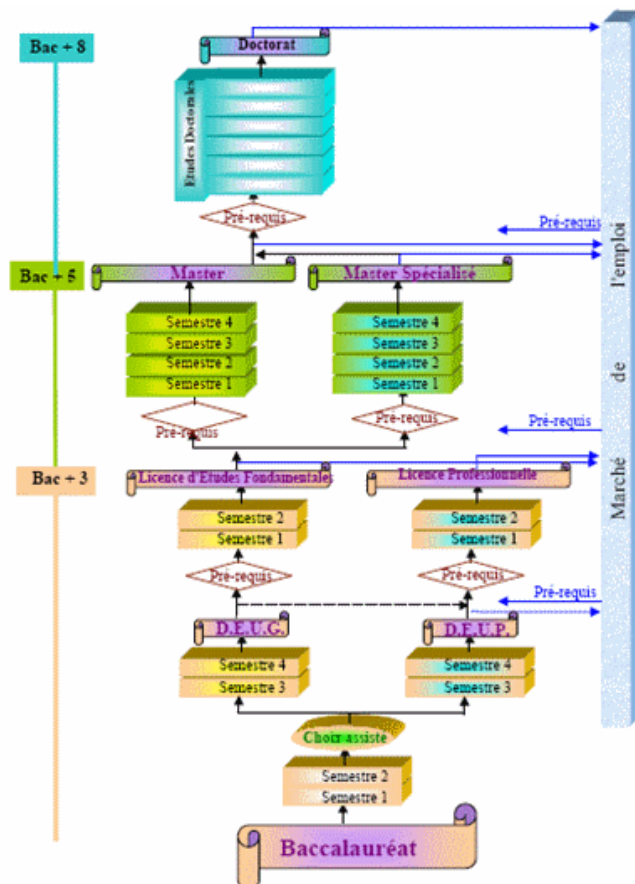 Doctorat
Bac + 8
Etudes Doctorales
Pré-requis
Pré-requis
Master
Master Spécialisé
Bac + 5
Semestre 4
Semestre 3
Semestre 2
Semestre 1
Semestre 4
Semestre 3
Semestre 2
Semestre 1
Pré-requis
Pré-requis
Pré-requis
Bac + 3
Licence d'Etudes Fondamentales
Licence Professionnelle
Semestre 2
Semestre 1
Semestre 2
Semestre 1
Pré-requis
Pré-requis
Pré-requis
D.E.U.G.
D.E.U.P.
Semestre 4
Semestre 3
Semestre 4
Semestre 3
Choix assiste
Semestre 2
Semestre 1
Baccalauréat
Marché de l'emploi